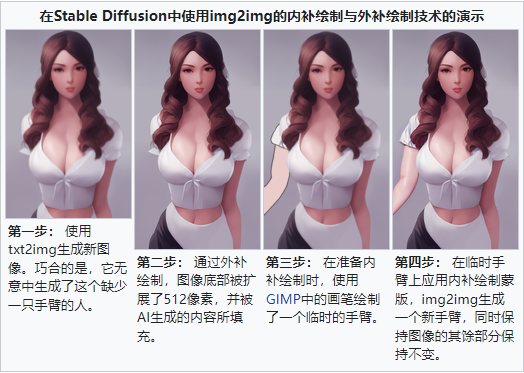 在Stable Diffusion中使用img2img的内补绘制与外补绘制技术的演示
第一步： 使用
txt2img生成新图
像。巧合的是，它无
意中生成了这个缺少
一只手臂的人。
第二步： 通过外补
绘制，图像底部被扩
展了512像素，并被
AI生成的内容所填
充。
第三步： 在准备内
补绘制时，使用
GIMP中的画笔绘制
了一个临时的手臂。
第四步： 在临时手
臂上应用内补绘制蒙
版，img2img生成
一个新手臂，同时保
持图像的其馀部分保
持不变。